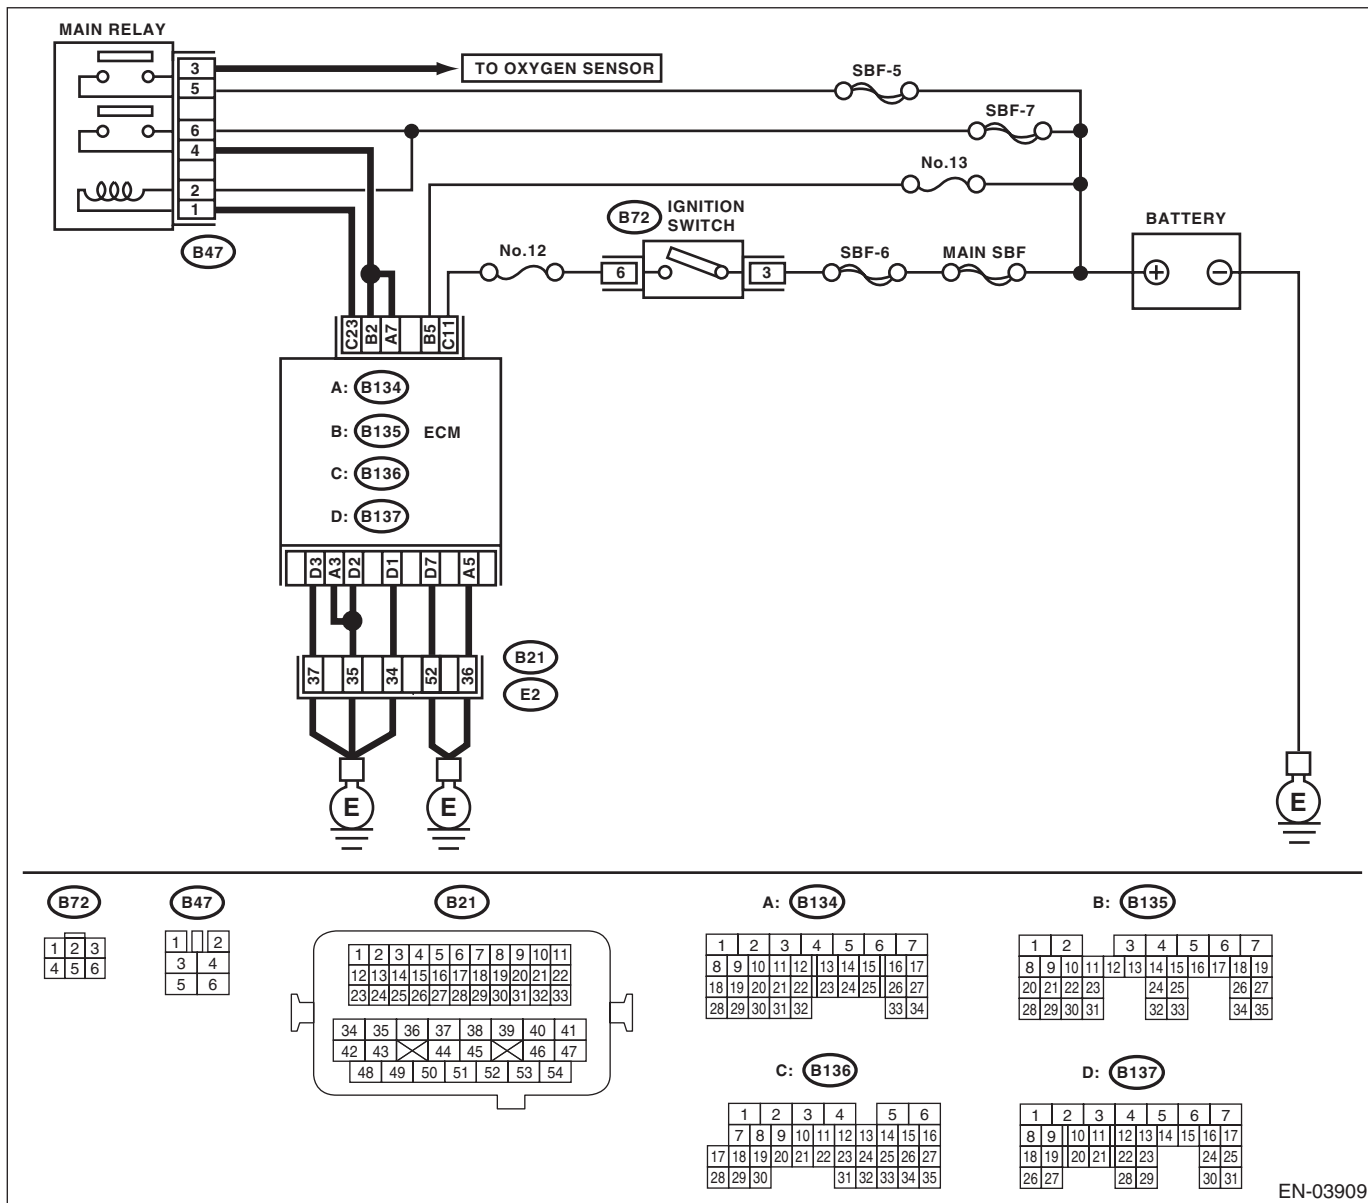 MAIN RELAY
3
TO OXYGEN SENSOR
5
SBF-5
6
SBF-7
4
No.13
2
1
B47
B72
IGNITION
SWITCH
BATTERY
No.12
6
3
SBF-6
MAIN SBF
+ −
C23 B2 A7 B5 C11
A: B134
B: B135 ECM
C: B136
D: B137
D3 A3 D2 D1 D7 A5
37 35 34 52 36
B21
E2
E E E
B72
1 2 3
4 5 6
B47
1 2
3 4
5 6
B21
1 2 3 4 5 6 7 8 9 10 11
12 13 14 15 16 17 18 19 20 21 22
23 24 25 26 27 28 29 30 31 32 33
34 35 36 37 38 39 40 41
42 43 44 45 46 47
48 49 50 51 52 53 54
A: B134
1 2 3 4 5 6 7
8 9 10 11 12 13 14 15 16 17
18 19 20 21 22 23 24 25 26 27
28 29 30 31 32 33 34
B: B135
1 2 3 4 5 6 7
8 9 10 11 12 13 14 15 16 17 18 19
20 21 22 23 24 25 26 27
28 29 30 31 32 33 34 35
C: B136
1 2 3 4 5 6
7 8 9 10 11 12 13 14 15 16
17 18 19 20 21 22 23 24 25 26 27
28 29 30 31 32 33 34 35
D: B137
1 2 3 4 5 6 7
8 9 10 11 12 13 14 15 16 17
18 19 20 21 22 23 24 25
26 27 28 29 30 31
EN-03909